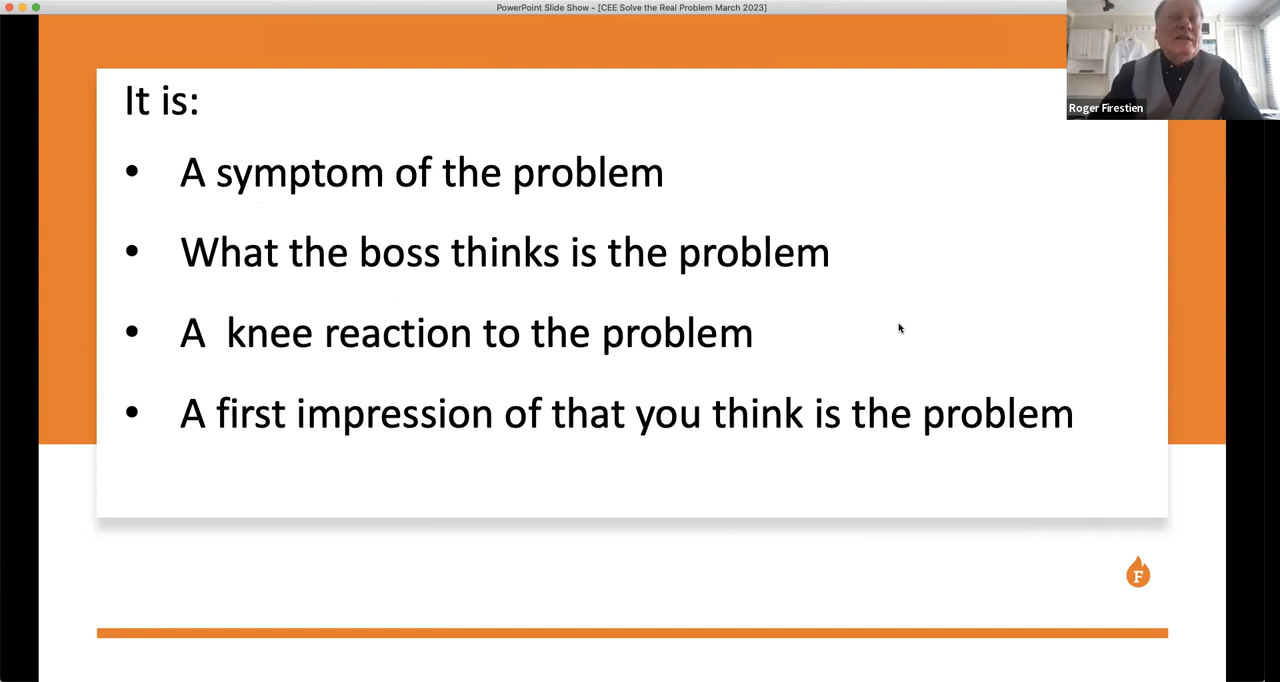 PowerPoint Slide Show - [CEE Solve the Real Problem March 2023]
Roger Firestien
It is:
• A symptom of the problem
• What the boss thinks is the problem
• A  knee reaction to the problem
• A first impression of that you think is the problem
F